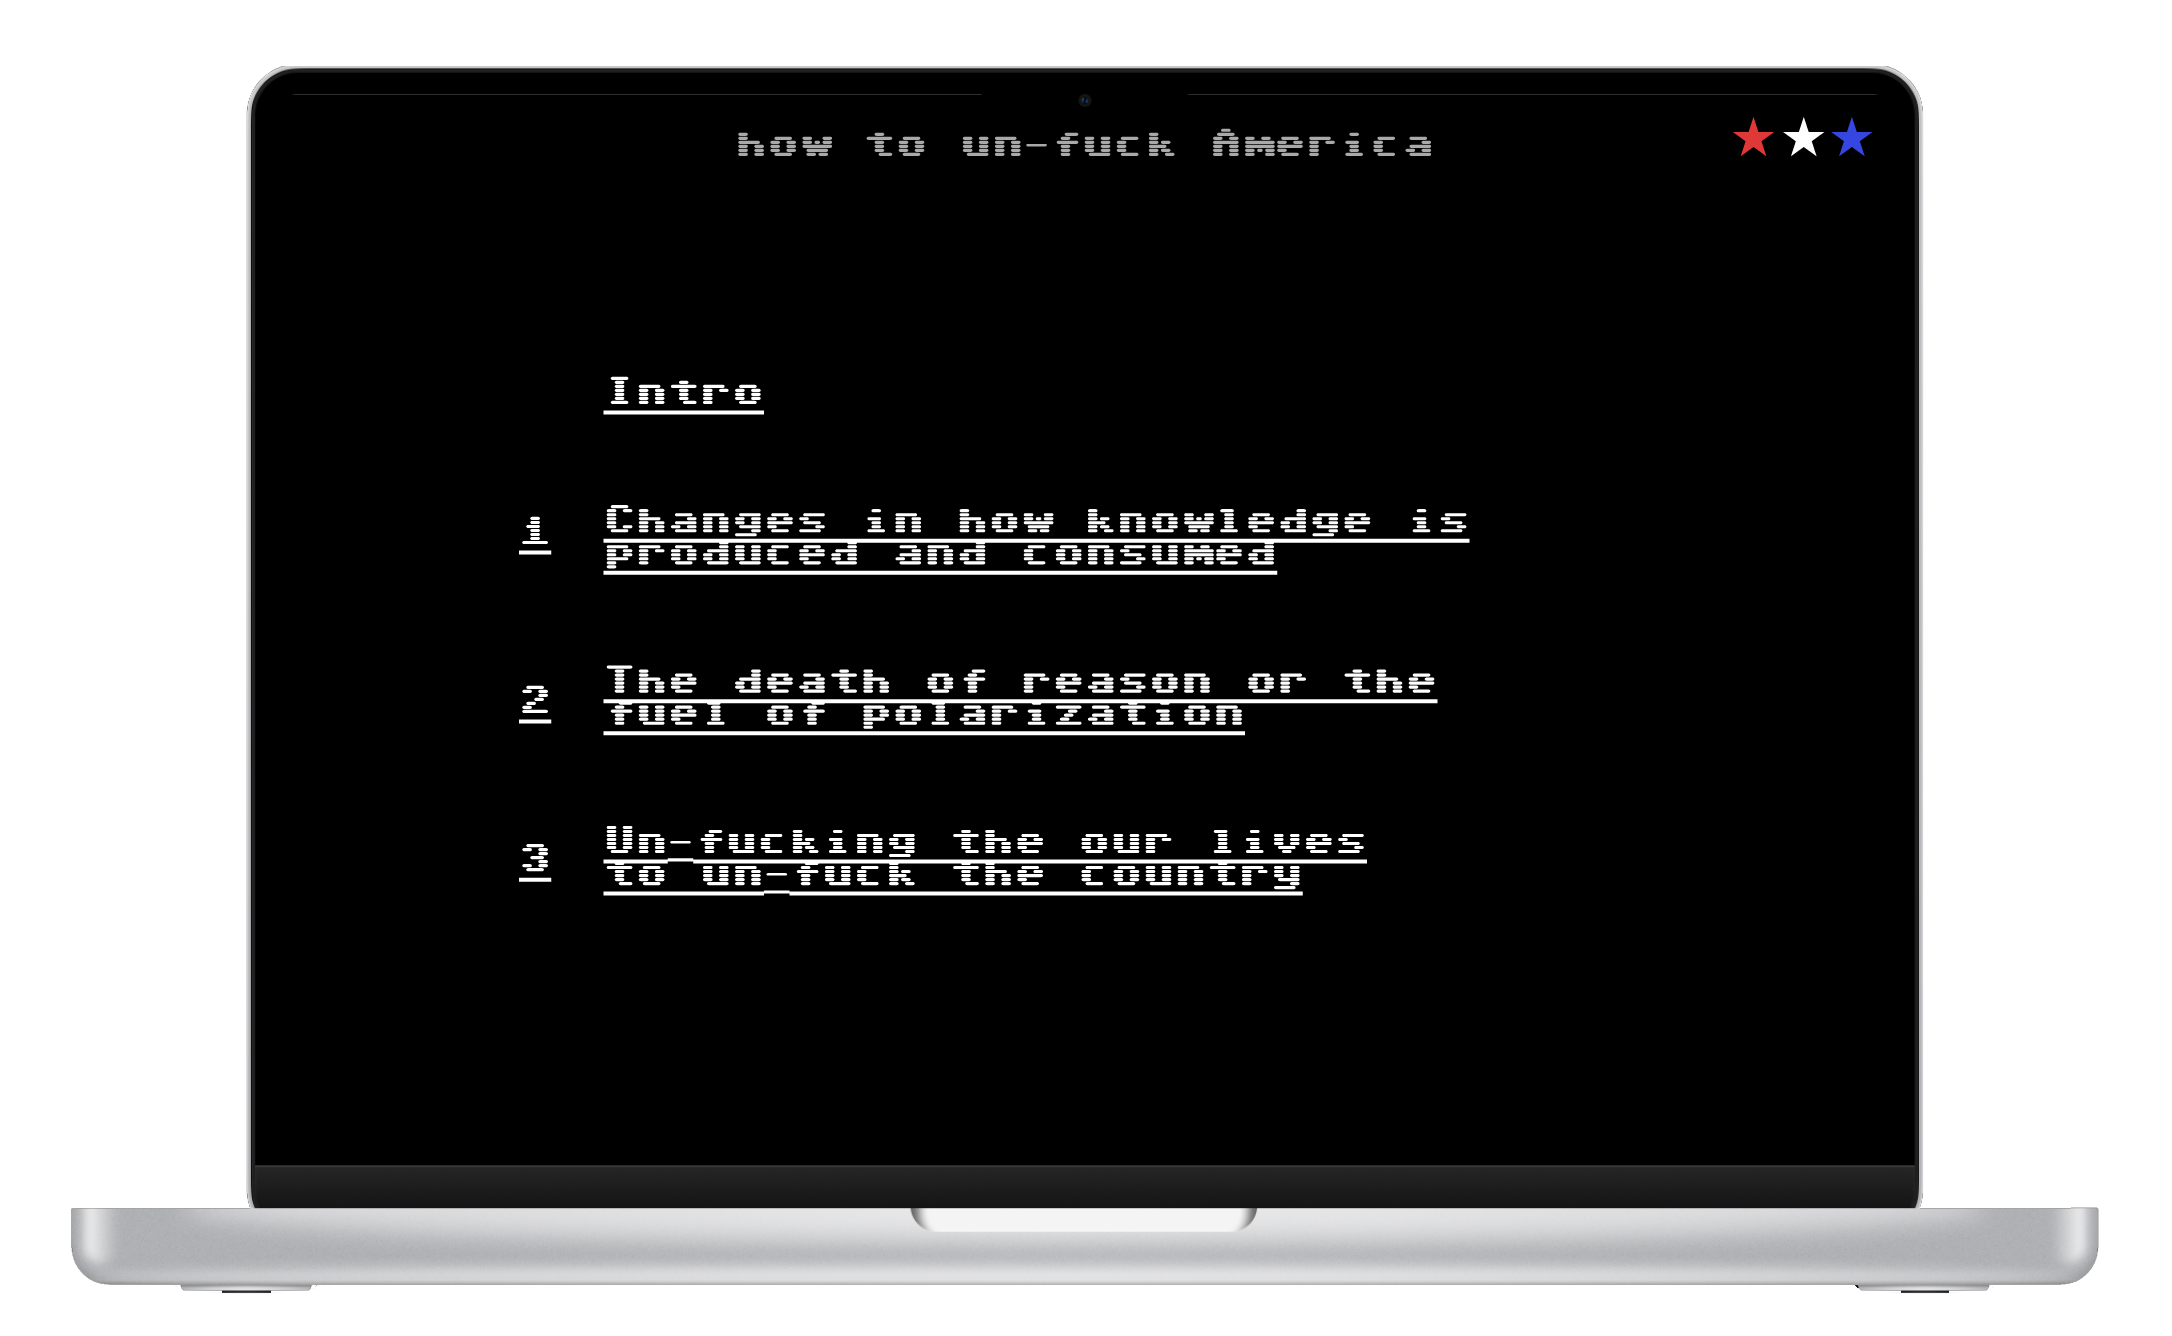 how to un-fuck America
Intro
1
Changes in how knowledge is
produced and consumed
2
The death of reason or the
fuel of polarization
3
Un-fucking the our lives
to un-fuck the country